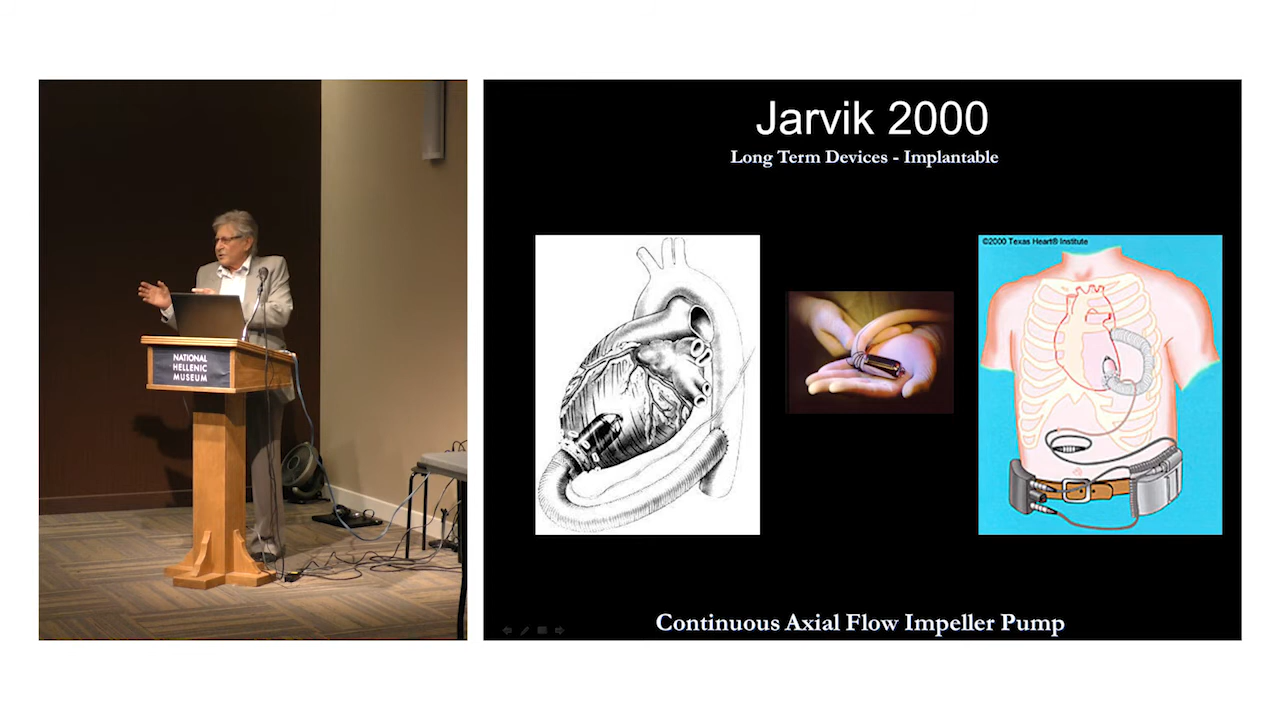 NATIONAL
HELLENIC
MUSEUM
Jarvik 2000
Long Term Devices - Implantable
©2000 Texas Heart® Institute
Continuous Axial Flow Impeller Pump